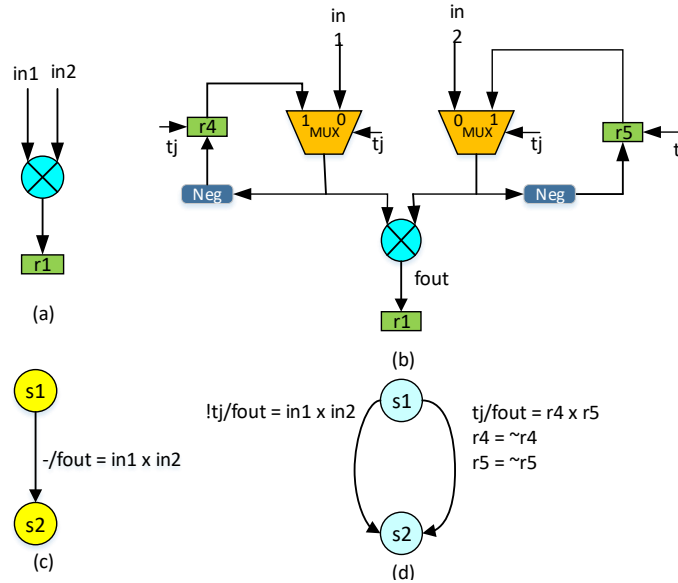 in1 in2
r1
(a)
in
1
in
2
r4
tj
1 0
MUX
tj
0 1
MUX
tj
r5
t
Neg
Neg
fout
r1
(b)
s1
-/fout = in1 x in2
s2
(c)
s1
!tj/fout = in1 x in2
tj/fout = r4 x r5
r4 = ~r4
r5 = ~r5
s2
(d)